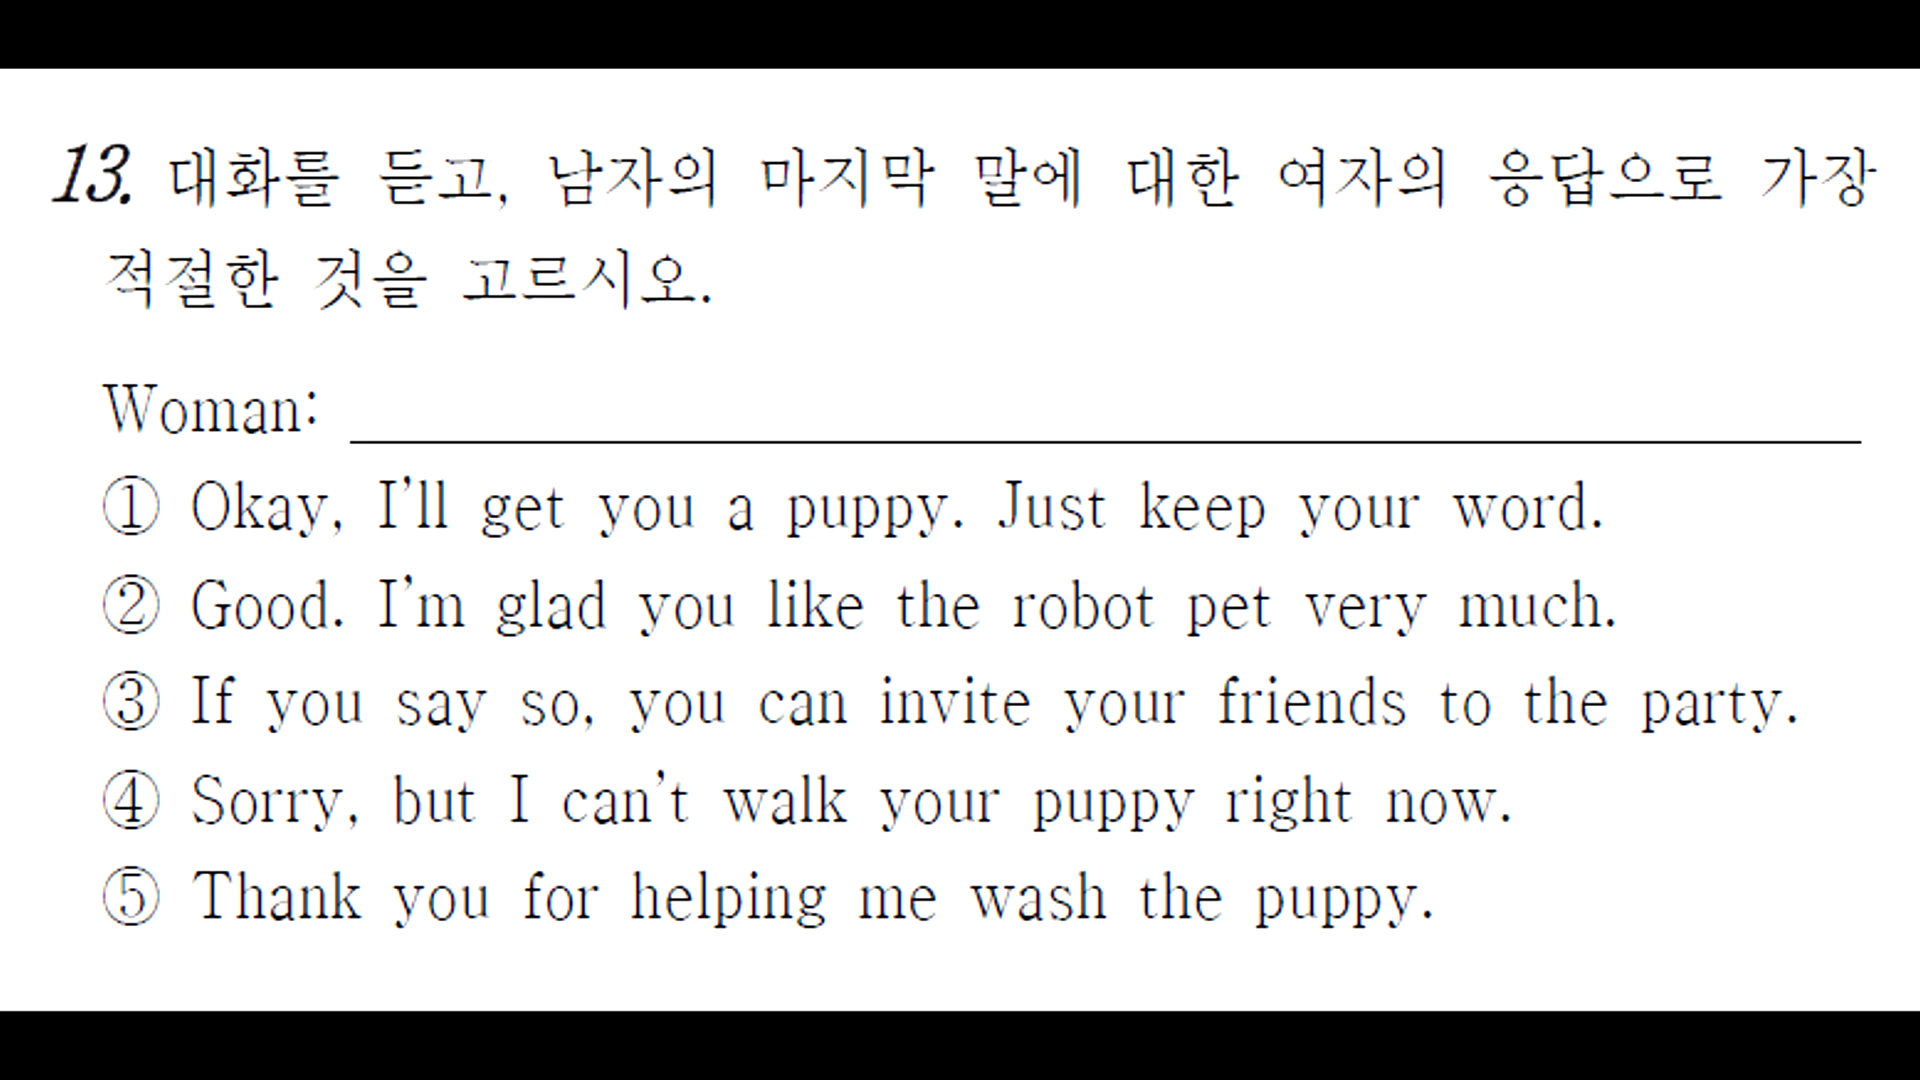 13. 대화를 듣고, 남자의 마지막 말에 대한 여자의 응답으로 가장
적절한 것을 고르시오.
Woman:
① Okay, I'll get you a puppy. Just keep your word.
② Good. I'm glad you like the robot pet very much.
③ If you say so, you can invite your friends to the party.
④ Sorry, but I can't walk your puppy right now.
⑤ Thank you for helping me wash the puppy.